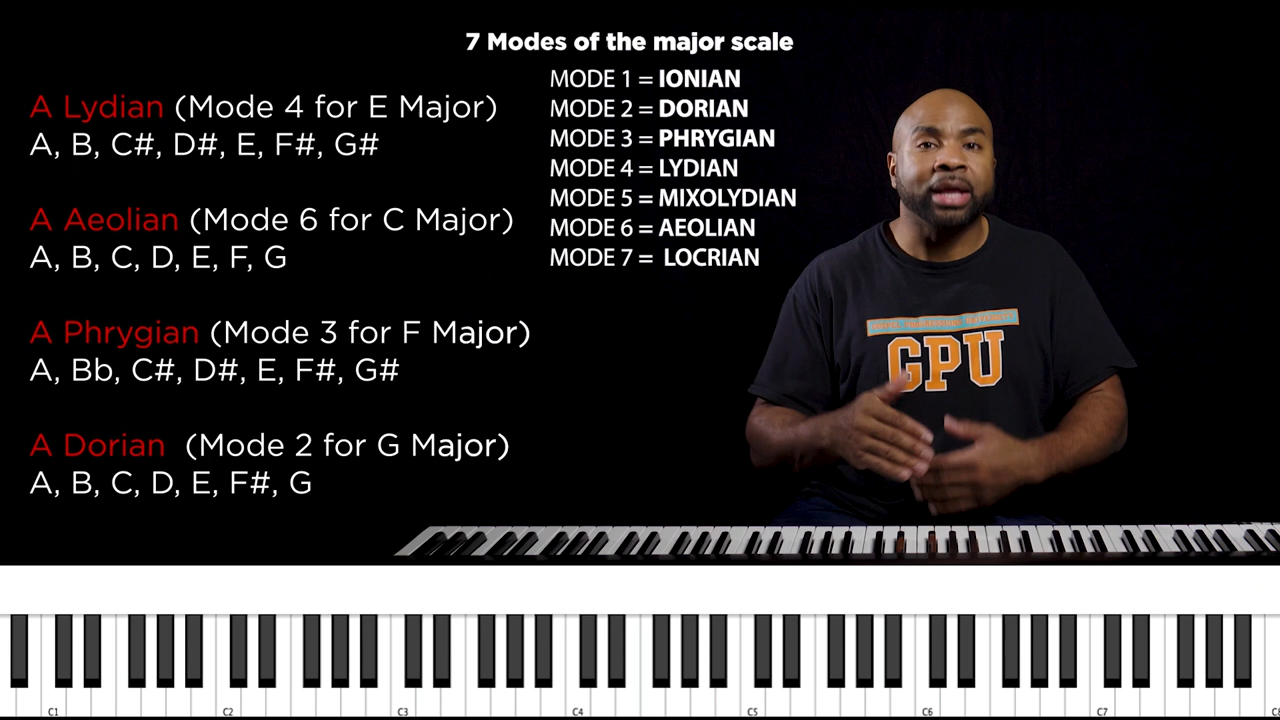 7 Modes of the major scale
MODE 1 = IONIAN
MODE 2 = DORIAN
MODE 3 = PHRYGIAN
MODE 4 = LYDIAN
MODE 5 = MIXOLYDIAN
MODE 6 = AEOLIAN
MODE 7 = LOCRIAN
A Lydian (Mode 4 for E Major)
A, B, C#, D#, E, F#, G#
A Aeolian (Mode 6 for C Major)
A, B, C, D, E, F, G
A Phrygian (Mode 3 for F Major)
A, Bb, C#, D#, E, F#, G#
A Dorian (Mode 2 for G Major)
A, B, C, D, E, F#, G
GPU
C1 C2 C3 C4 C5 C6 C7